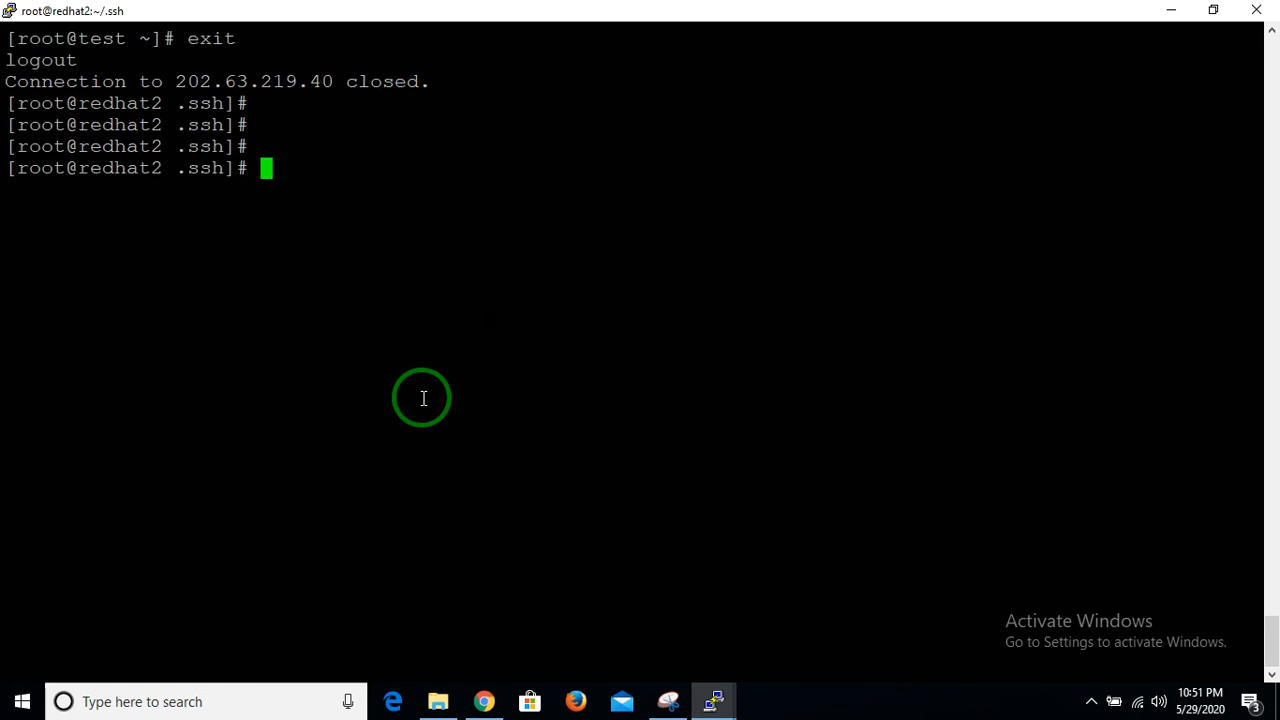 root@redhat2:~/.ssh
[root@test ~]# exit
logout
Connection to 202.63.219.40 closed.
[root@redhat2 .ssh]#
[root@redhat2 .ssh]#
[root@redhat2 .ssh]#
[root@redhat2 .ssh]#
Activate Windows
Go to Settings to activate Windows.
Type here to search
10:51 PM
5/29/2020
3